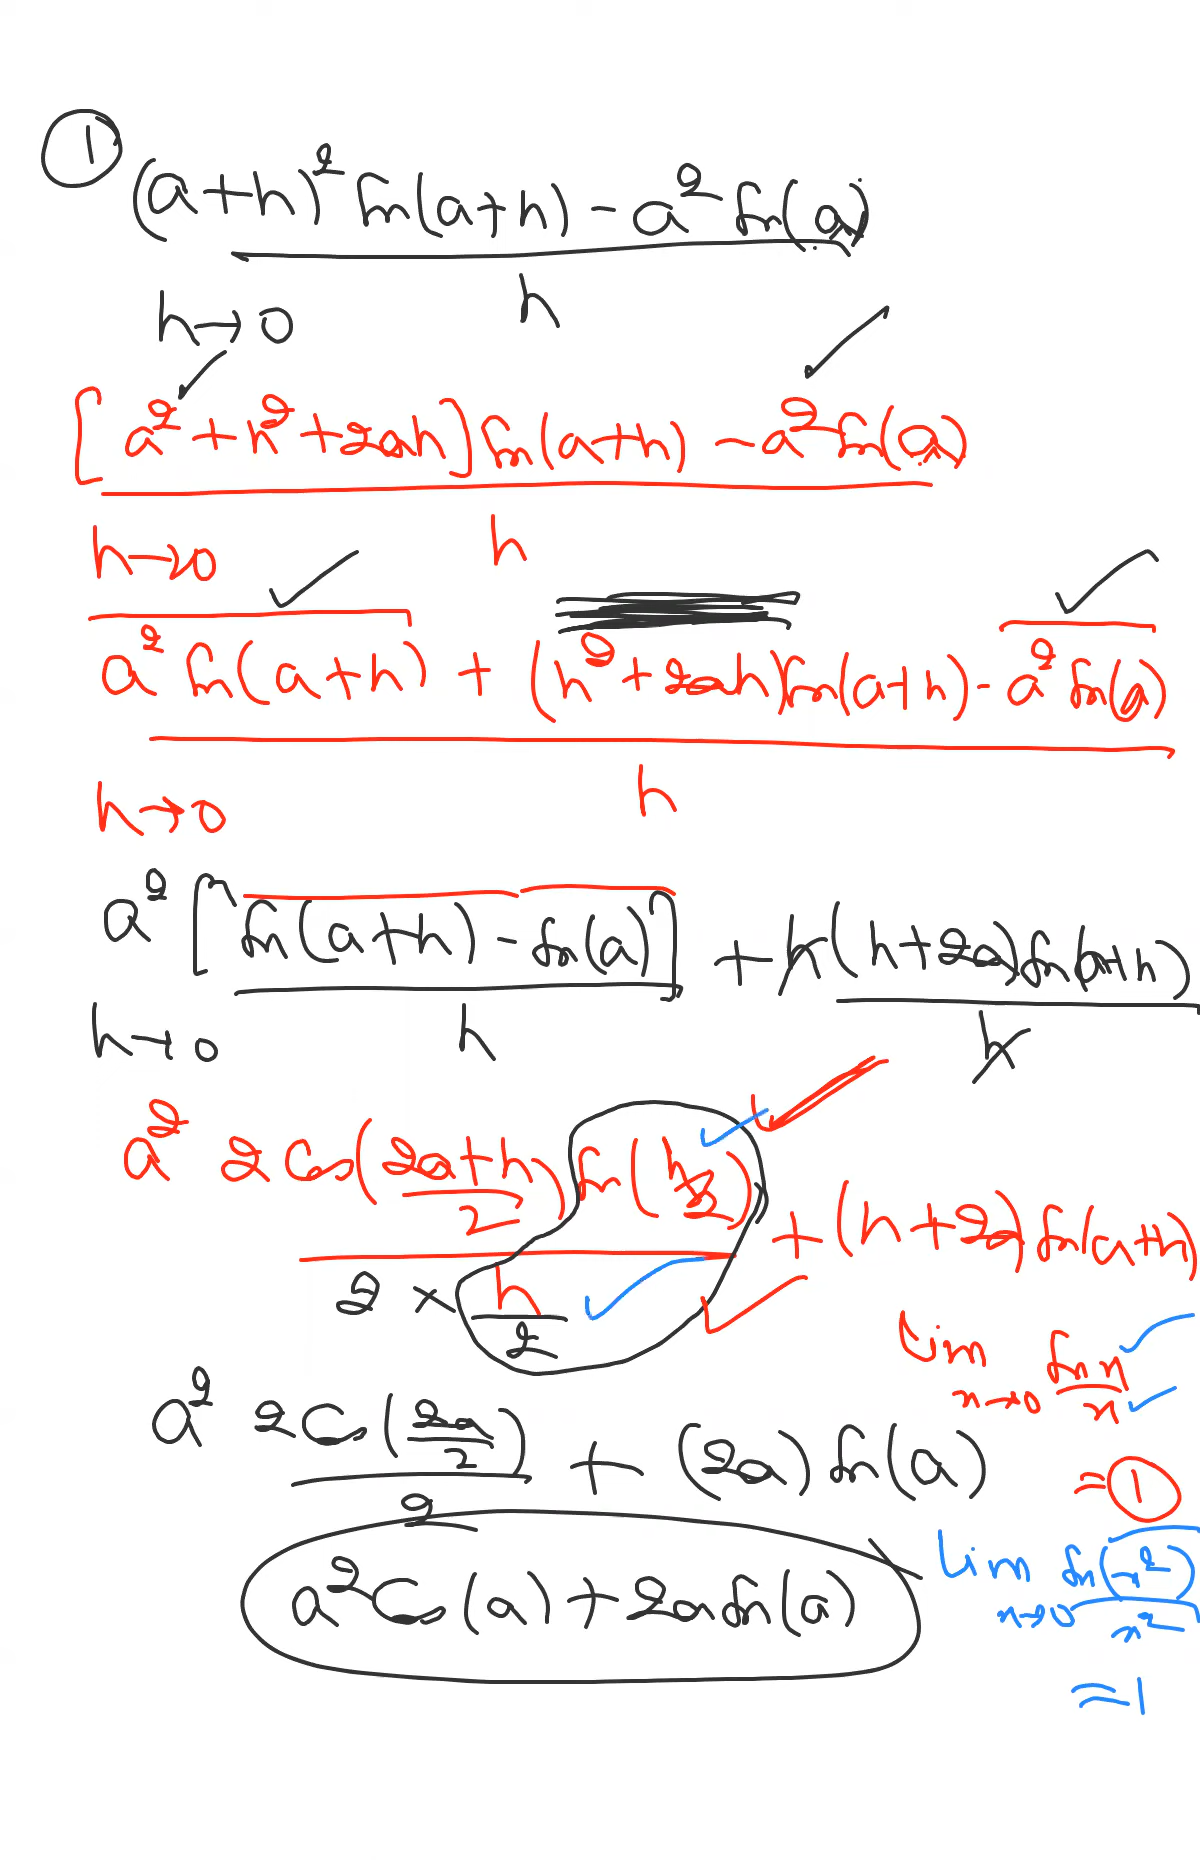 ①
(a+h)² sin(a+h) - a² sin(a)
h
h→0
[a² + h² + 2ah] sin(a+h) - a² sin(a)
h
h→0
a² sin(a+h) + (h² + 2ah) sin(a+h) - a² sin(a)
h
h→0
a² [sin(a+h) - sin(a)] + h(h+2a) sin(a+h)
h→0 h h
a² 2 Cos(2a+h/2) sin(h/2) + (h+2a) sin(a+h)
2 × h/2
lim x→0 sin x/x
= 1
a² 2 Cos(2a/2) + (2a) sin(a)
2
a² Cos(a) + 2a sin(a)
lim x→0 sin(x²)/x²
= 1